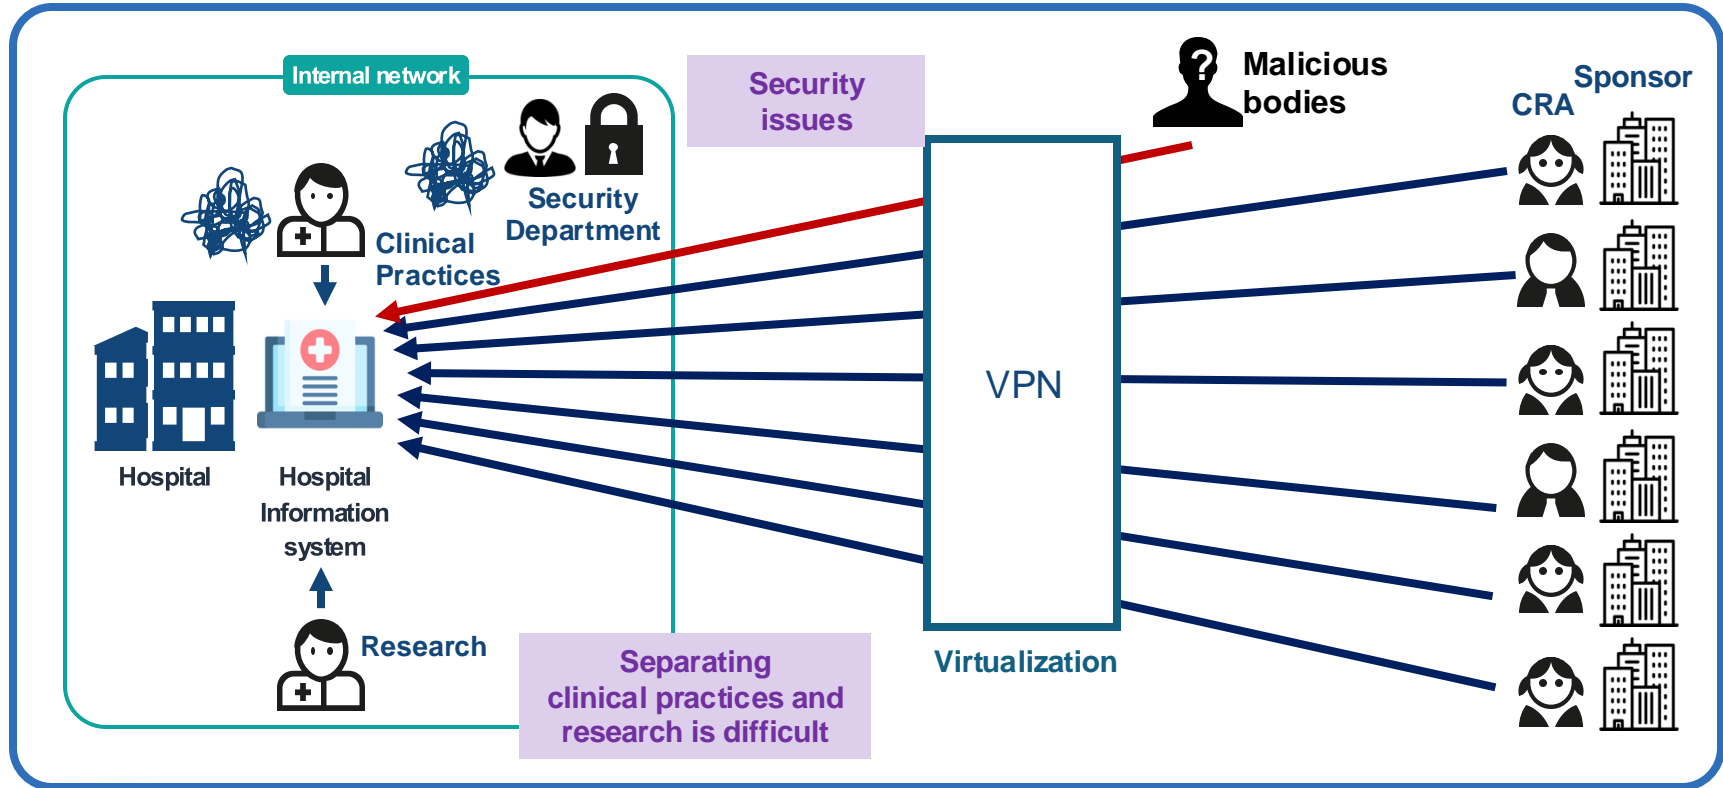 Internal network
Security
issues
?
Malicious
bodies
Sponsor
CRA
Security
Department
Clinical
Practices
VPN
Hospital
Hospital
Information
system
Research
Separating
clinical practices and
research is difficult
Virtualization